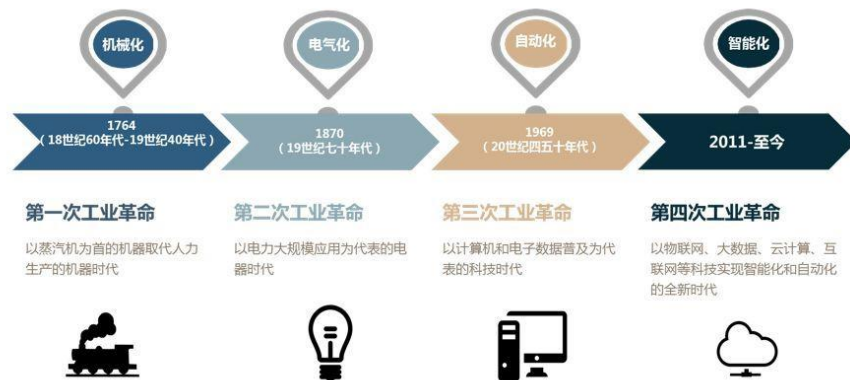 机械化
电气化
自动化
智能化
1764
（18世纪60年代-19世纪40年代）
1870
（19世纪七十年代）
1969
（20世纪四五十年代）
2011-至今
第一次工业革命
以蒸汽机为首的机器取代人力
生产的机器时代
第二次工业革命
以电力大规模应用为代表的电
器时代
第三次工业革命
以计算机和电子数据普及为代
表的科技时代
第四次工业革命
以物联网、大数据、云计算、互
联网等科技实现智能化和自动化
的全新时代